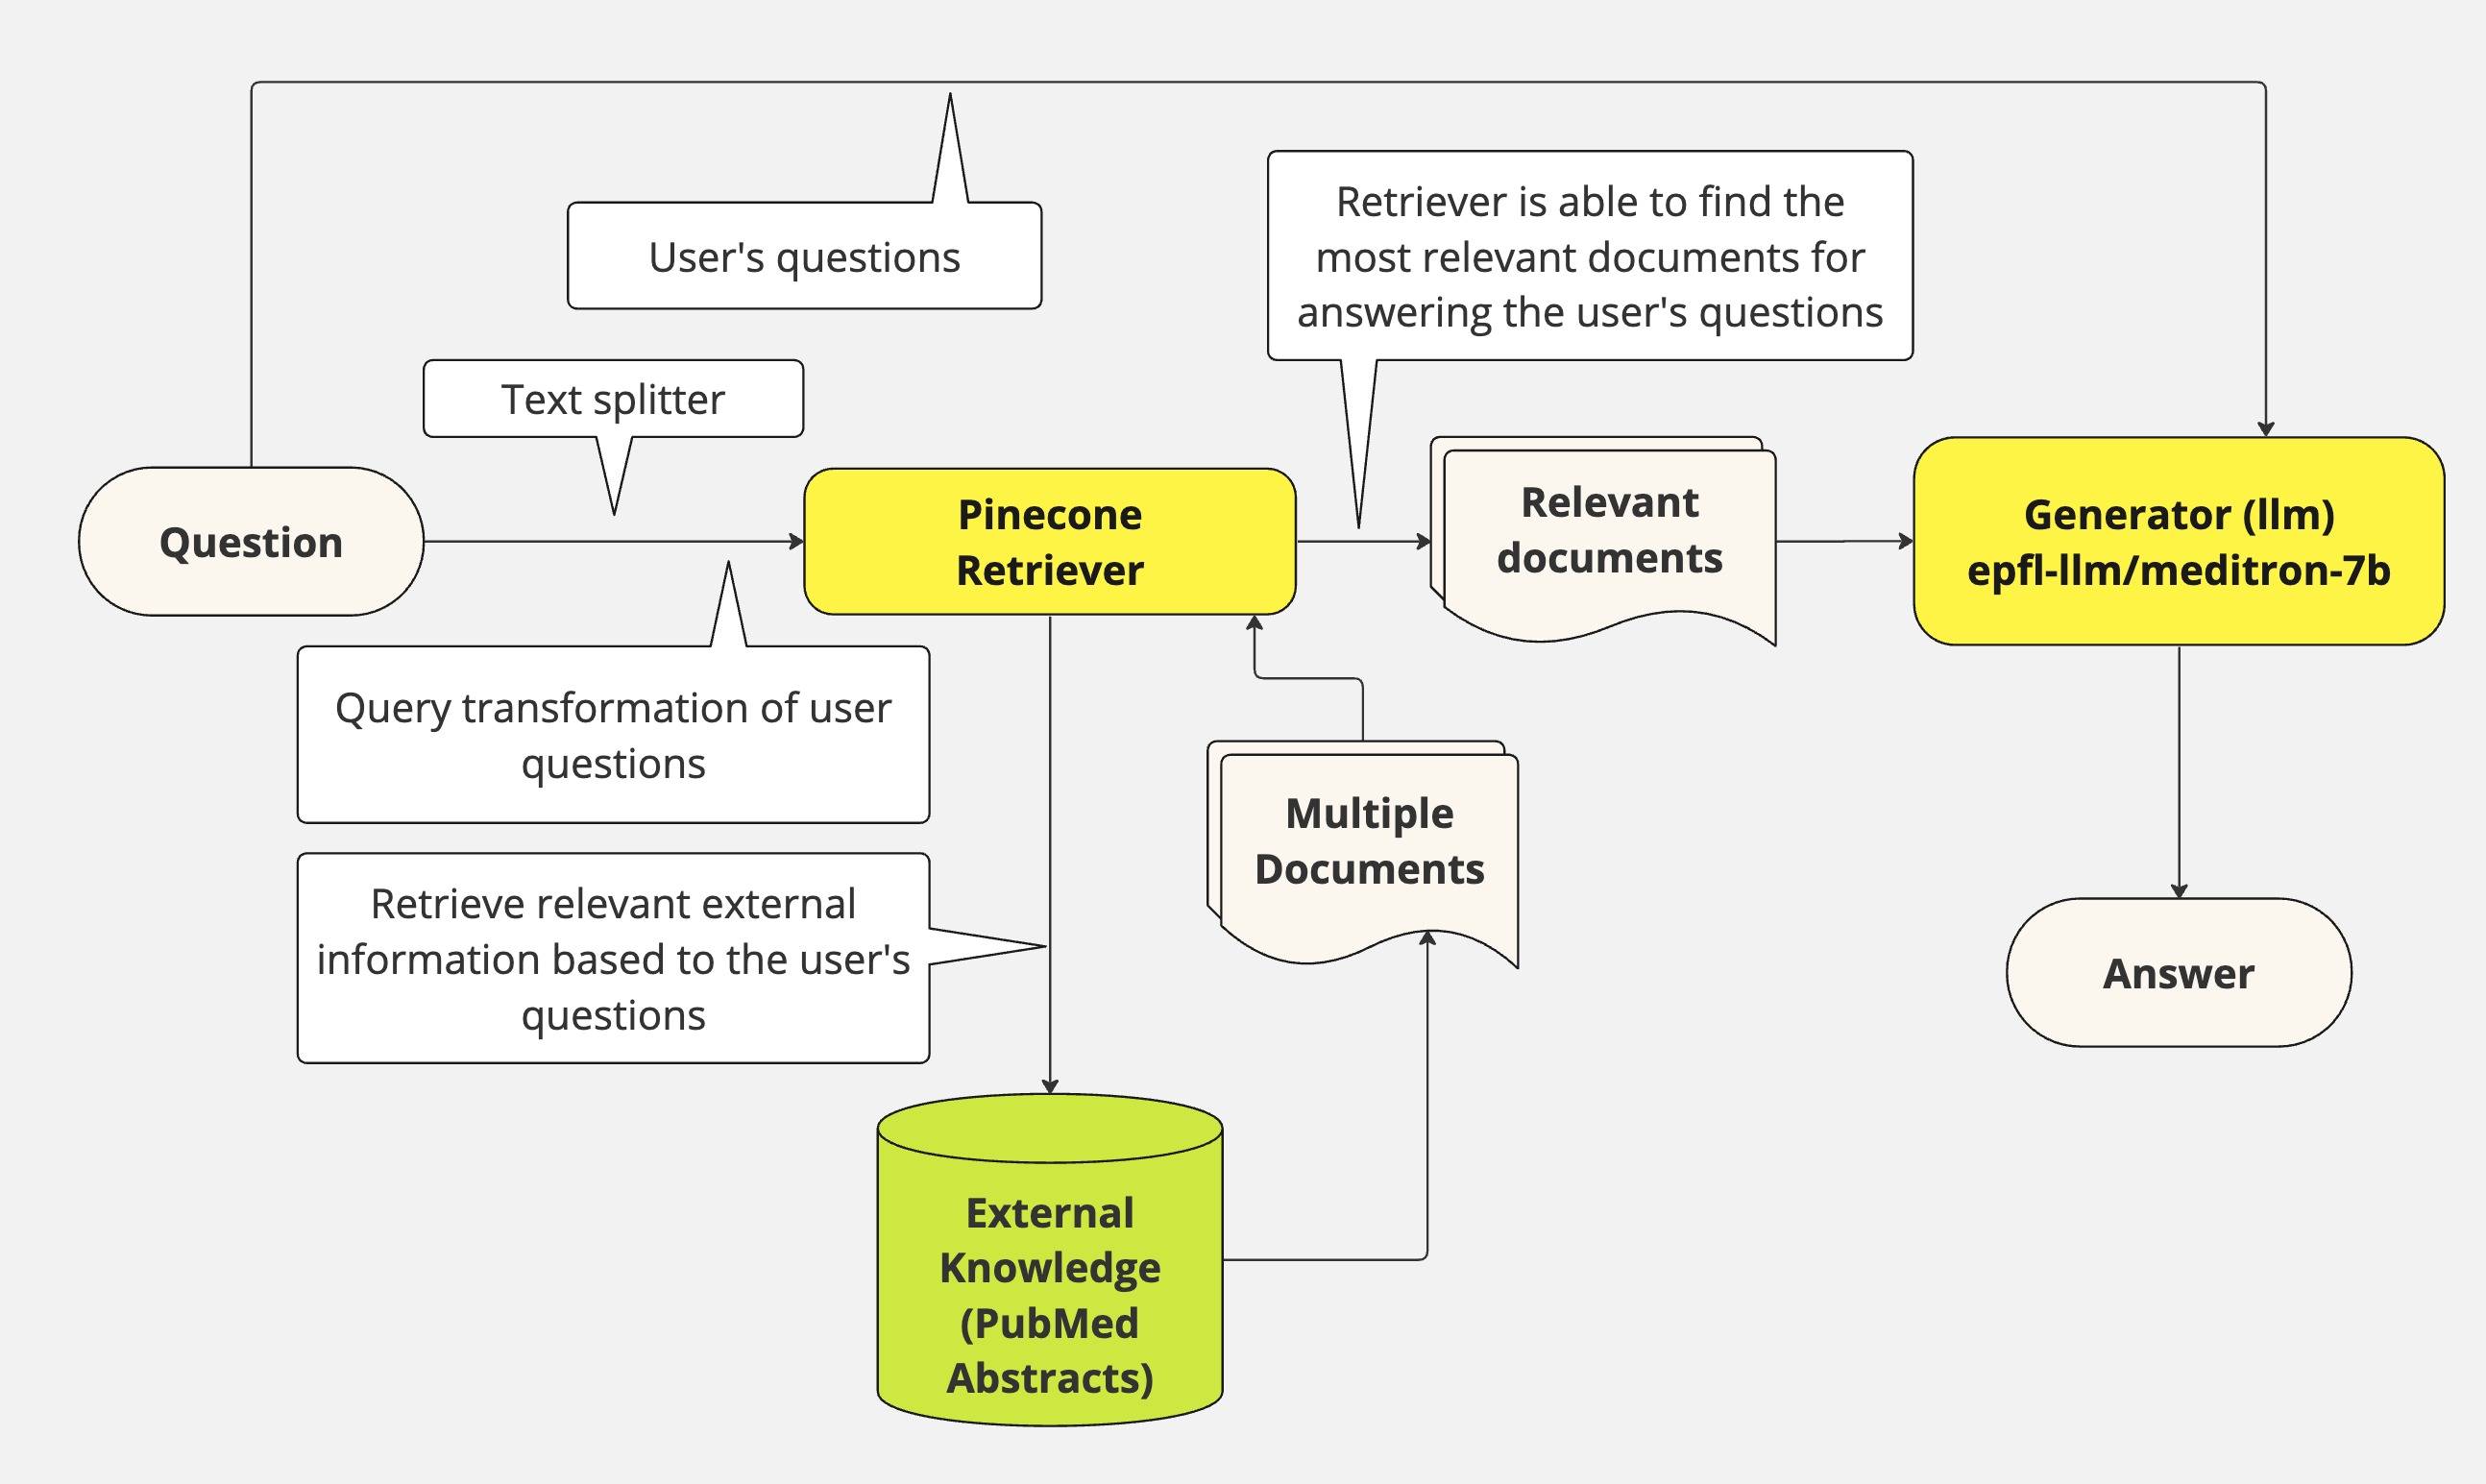 User's questions
Retriever is able to find the
most relevant documents for
answering the user's questions
Text splitter
Question
Pinecone
Retriever
Relevant
documents
Generator (llm)
epfl-llm/meditron-7b
Query transformation of user
questions
Multiple
Documents
Retrieve relevant external
information based to the user's
questions
Answer
External
Knowledge
(PubMed
Abstracts)